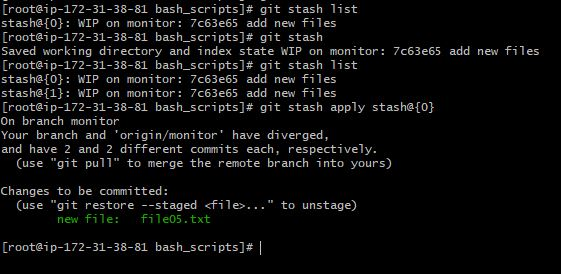 [root@ip-172-31-38-81 bash_scripts]# git stash list
stash@{0}: WIP on monitor: 7c63e65 add new files
[root@ip-172-31-38-81 bash_scripts]# git stash
Saved working directory and index state WIP on monitor: 7c63e65 add new files
[root@ip-172-31-38-81 bash_scripts]# git stash list
stash@{0}: WIP on monitor: 7c63e65 add new files
stash@{1}: WIP on monitor: 7c63e65 add new files
[root@ip-172-31-38-81 bash_scripts]# git stash apply stash@{0}
On branch monitor
Your branch and 'origin/monitor' have diverged,
and have 2 and 2 different commits each, respectively.
  (use "git pull" to merge the remote branch into yours)

Changes to be committed:
  (use "git restore --staged <file>..." to unstage)
        new file:   file05.txt

[root@ip-172-31-38-81 bash_scripts]#